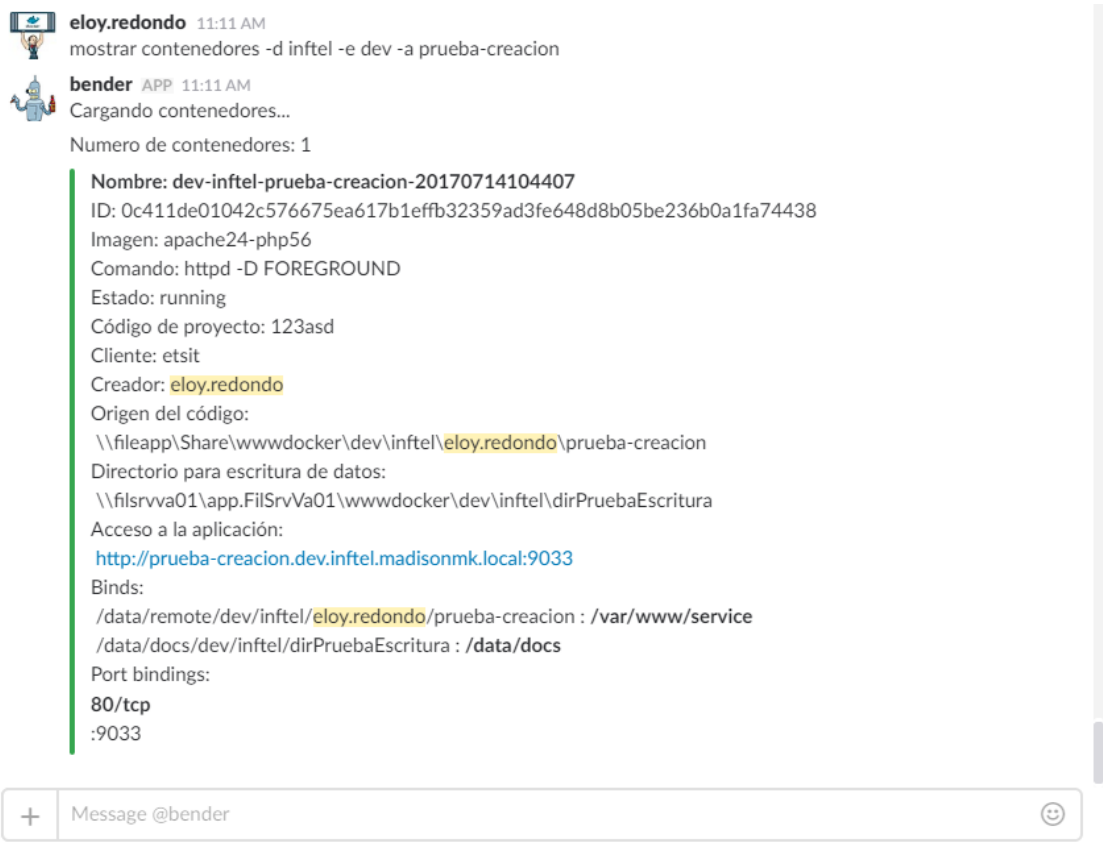 eloy.redondo 11:11 AM
mostrar contenedores -d inftel -e dev -a prueba-creacion
bender APP 11:11 AM
Cargando contenedores...
Numero de contenedores: 1
Nombre: dev-inftel-prueba-creacion-20170714104407
ID: 0c411de01042c576675ea617b1effb32359ad3fe648d8b05be236b0a1fa74438
Imagen: apache24-php56
Comando: httpd -D FOREGROUND
Estado: running
Código de proyecto: 123asd
Cliente: etsit
Creador: eloy.redondo
Origen del código:
\\fileapp\Share\wwwdocker\dev\inftel\eloy.redondo\prueba-creacion
Directorio para escritura de datos:
\\filsrvva01\app.FilSrvVa01\wwwdocker\dev\inftel\dirPruebaEscritura
Acceso a la aplicación:
http://prueba-creacion.dev.inftel.madisonmk.local:9033
Binds:
/data/remote/dev/inftel/eloy.redondo/prueba-creacion : /var/www/service
/data/docs/dev/inftel/dirPruebaEscritura : /data/docs
Port bindings:
80/tcp
:9033
Message @bender